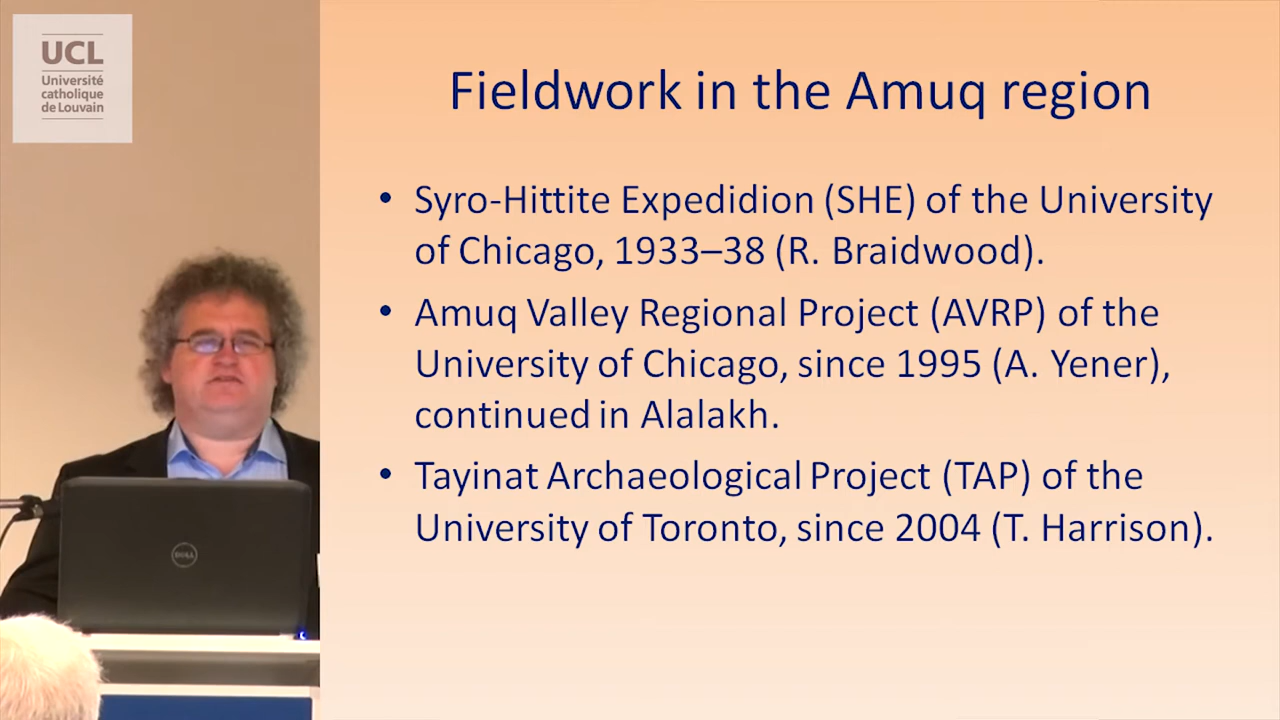 UCL
Université
catholique
de Louvain
Fieldwork in the Amuq region
• Syro-Hittite Expedidion (SHE) of the University
of Chicago, 1933–38 (R. Braidwood).
• Amuq Valley Regional Project (AVRP) of the
University of Chicago, since 1995 (A. Yener),
continued in Alalakh.
• Tayinat Archaeological Project (TAP) of the
University of Toronto, since 2004 (T. Harrison).
DELL